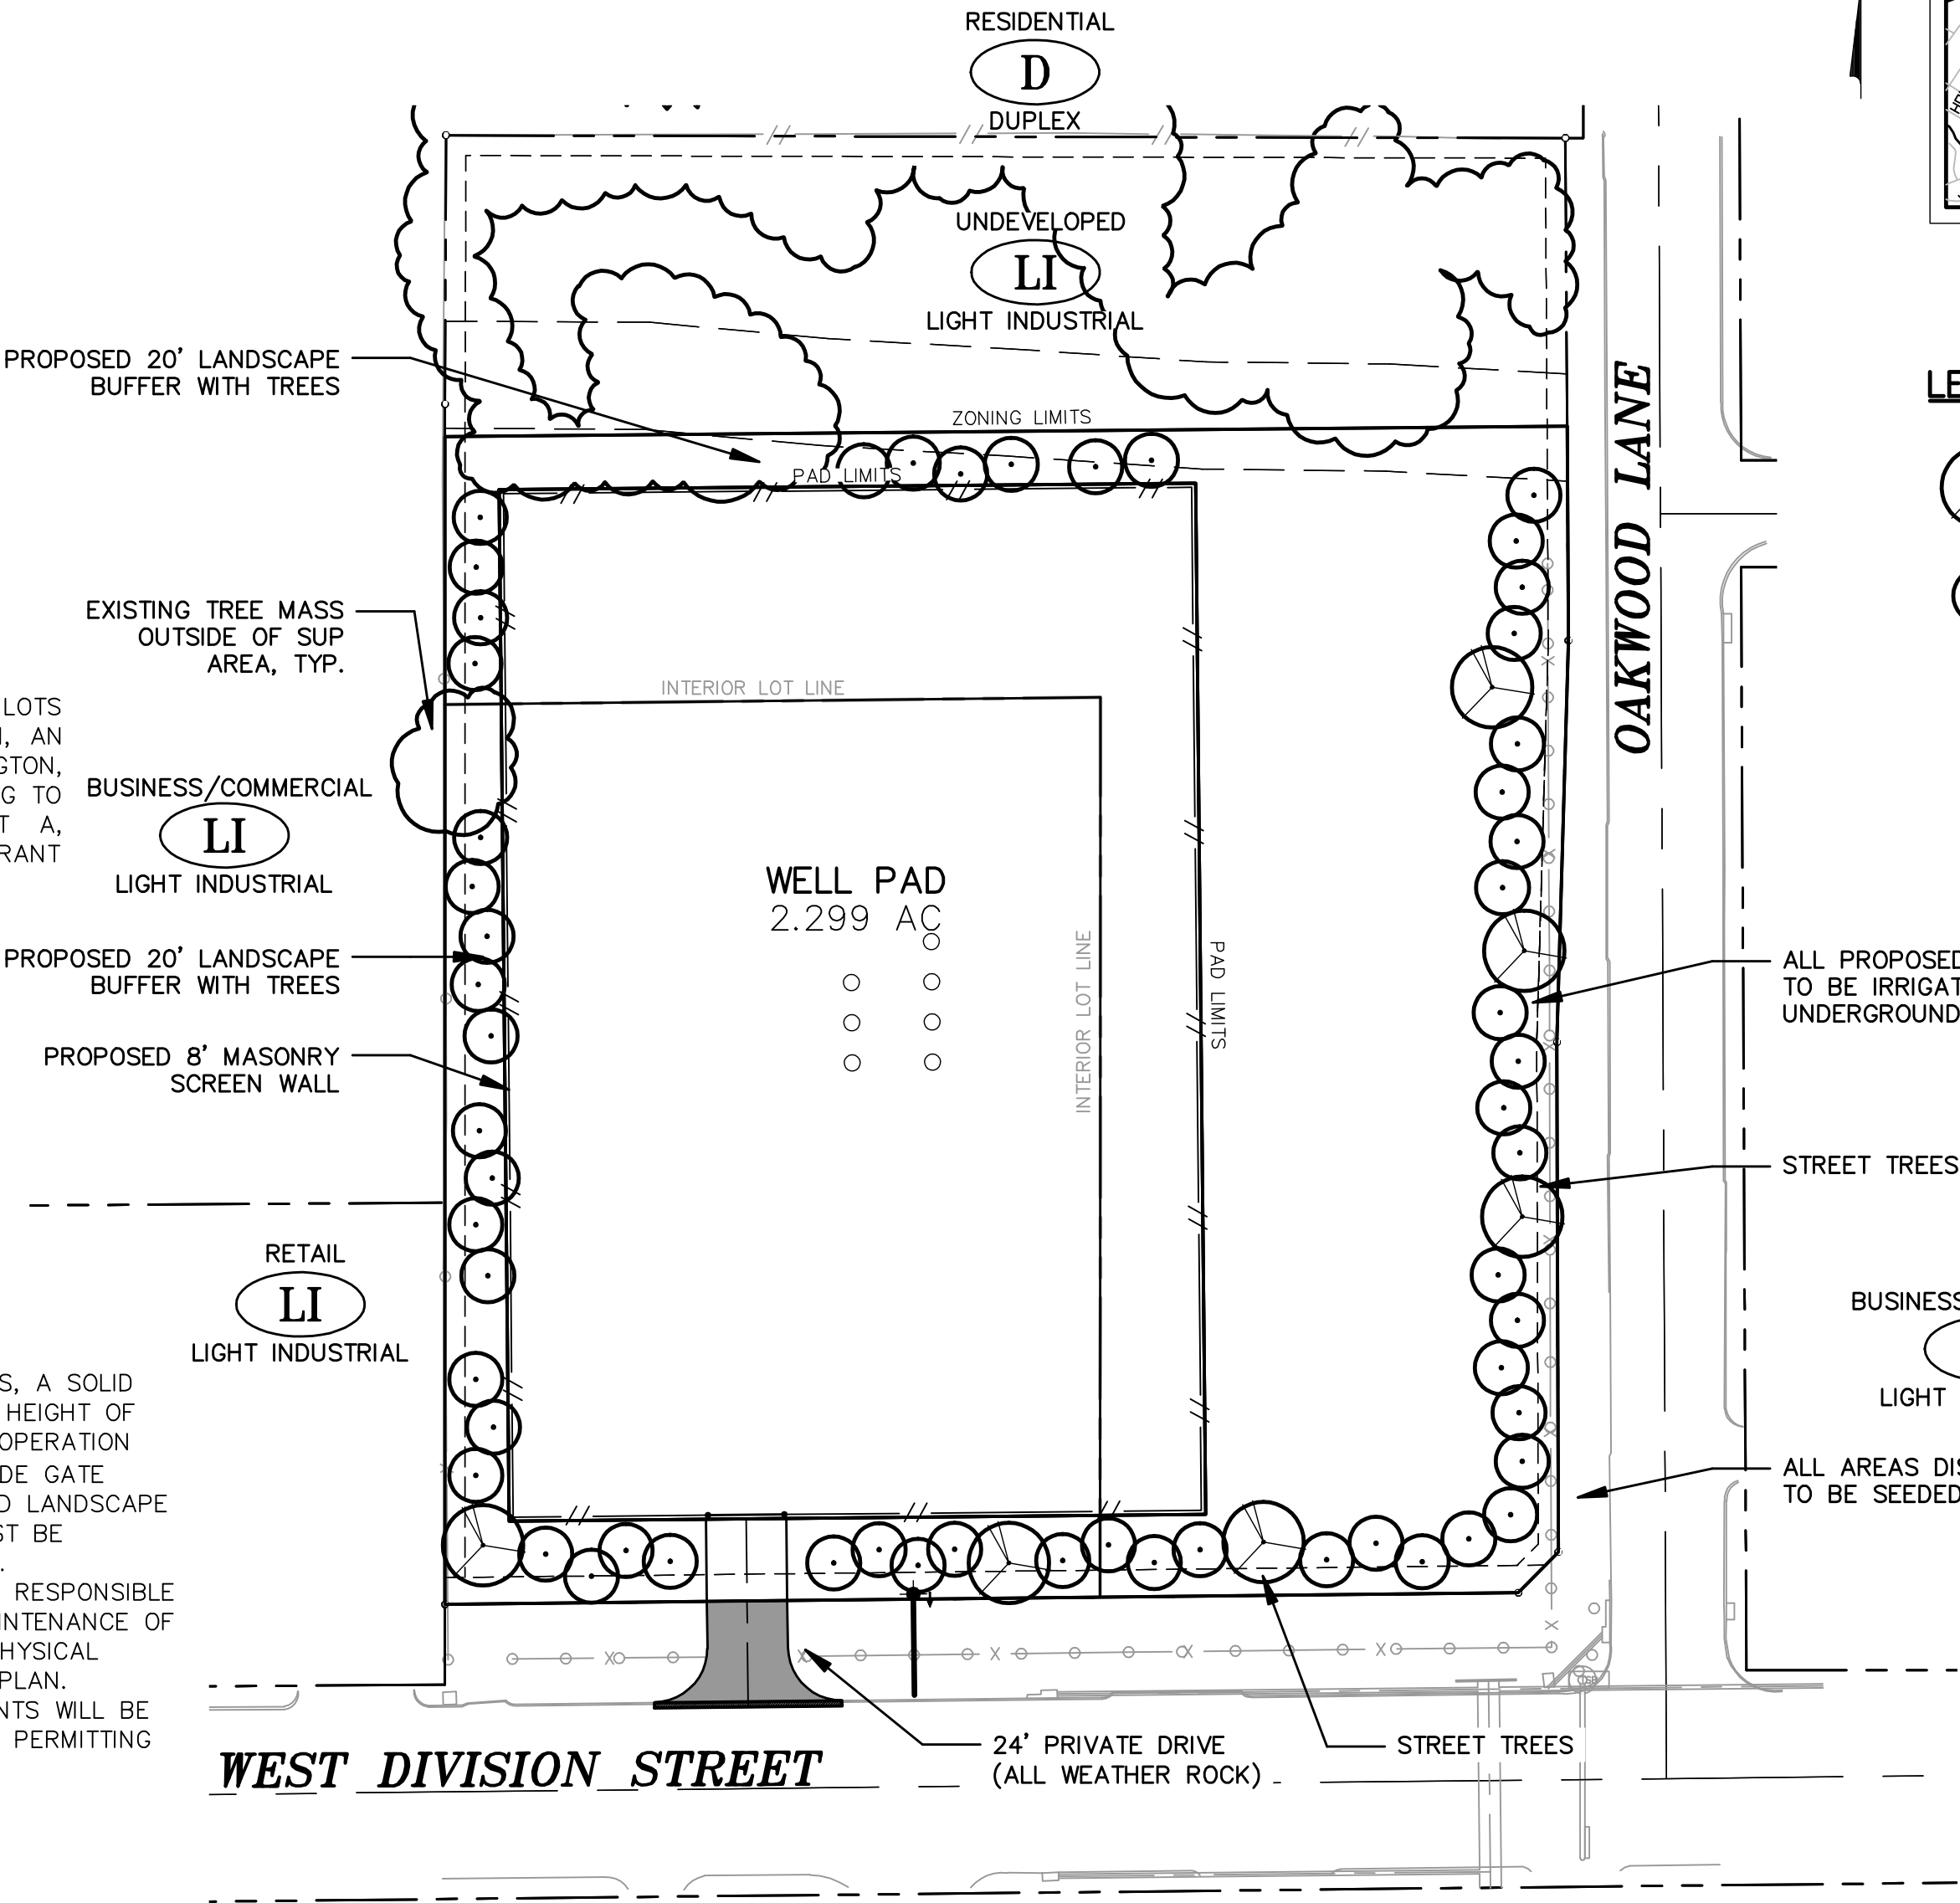 RESIDENTIAL
D
DUPLEX
UNDEVELOPED
LI
LIGHT INDUSTRIAL
PROPOSED 20' LANDSCAPE
BUFFER WITH TREES
ZONING LIMITS
PAD LIMITS
OAKWOOD LANE
EXISTING TREE MASS
OUTSIDE OF SUP
AREA, TYP.
INTERIOR LOT LINE
LOTS
, AN
GTON,
G TO
T A,
RANT
BUSINESS/COMMERCIAL
LI
LIGHT INDUSTRIAL
WELL PAD
2.299 AC
INTERIOR LOT LINE
PAD LIMITS
PROPOSED 20' LANDSCAPE
BUFFER WITH TREES
PROPOSED 8' MASONRY
SCREEN WALL
ALL PROPOSED
TO BE IRRIGAT
UNDERGROUND
STREET TREES
RETAIL
LI
LIGHT INDUSTRIAL
BUSINESS
LIGHT
S, A SOLID
HEIGHT OF
OPERATION
DE GATE
D LANDSCAPE
ST BE
.
RESPONSIBLE
INTENANCE OF
HYSICAL
PLAN.
NTS WILL BE
PERMITTING
ALL AREAS DIS
TO BE SEEDED
24' PRIVATE DRIVE
(ALL WEATHER ROCK)
STREET TREES
WEST DIVISION STREET
LE